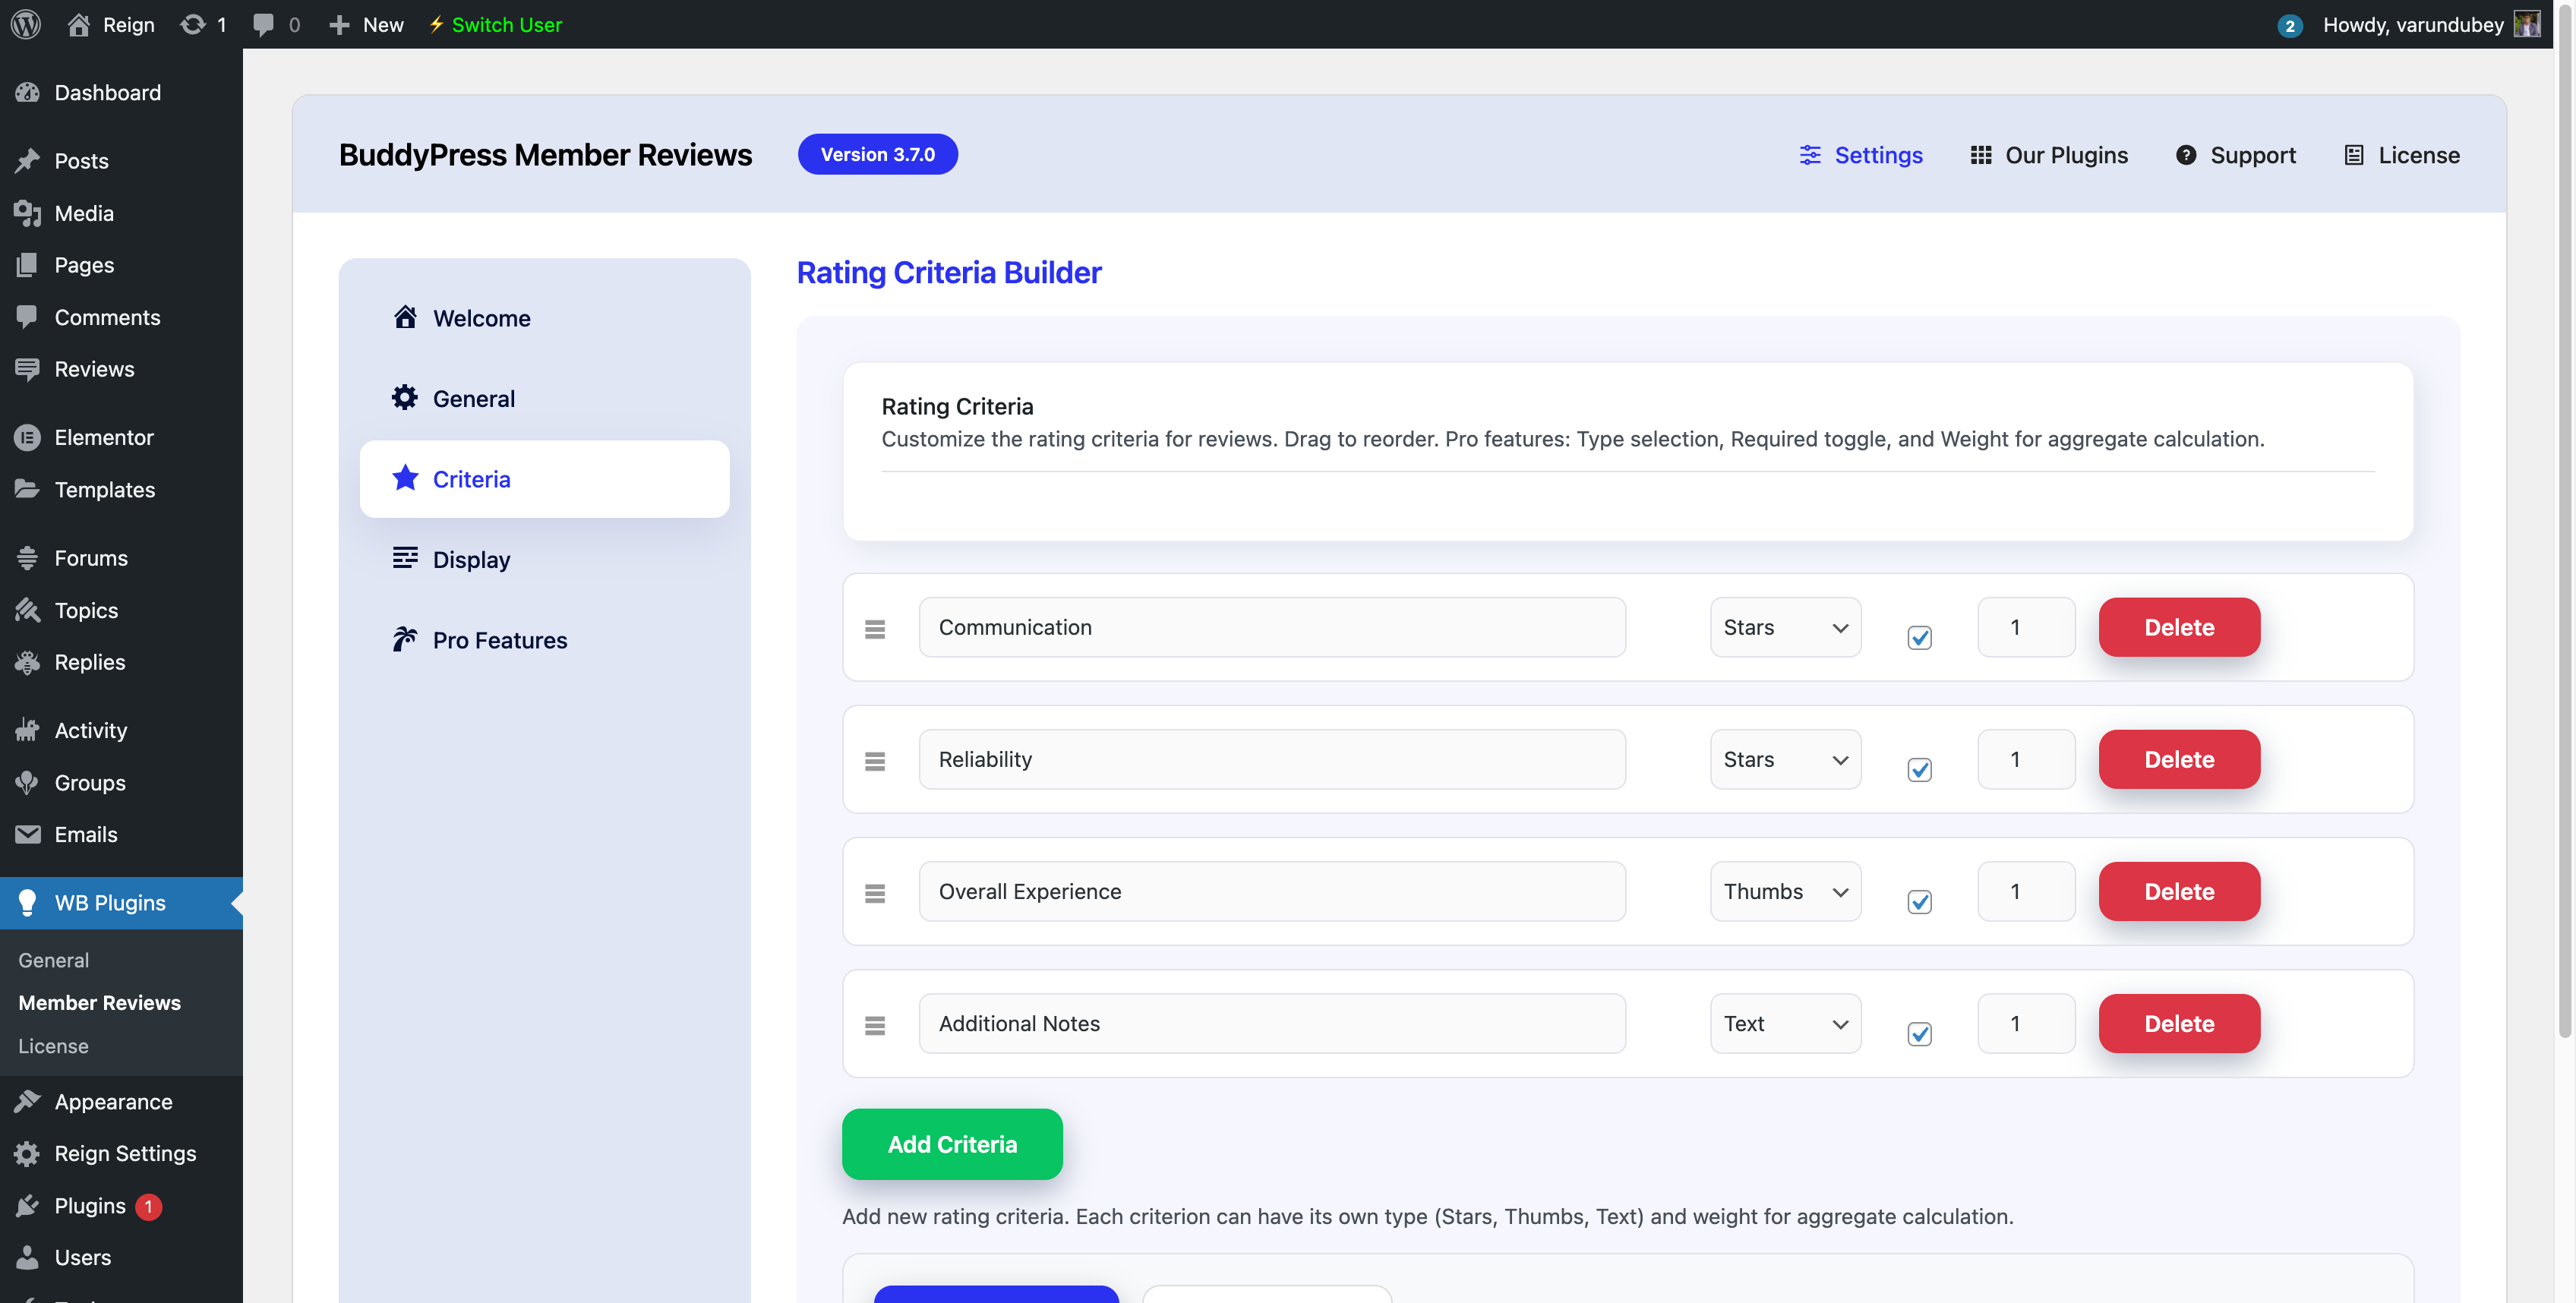 Reign 1 0 New Switch User 2 Howdy, varundubey
Dashboard
Posts
Media
Pages
Comments
Reviews
Elementor
Templates
Forums
Topics
Replies
Activity
Groups
Emails
WB Plugins
General
Member Reviews
License
Appearance
Reign Settings
Plugins 1
Users
BuddyPress Member Reviews Version 3.7.0 Settings Our Plugins Support License
Welcome
General
Criteria
Display
Pro Features
Rating Criteria Builder
Rating Criteria
Customize the rating criteria for reviews. Drag to reorder. Pro features: Type selection, Required toggle, and Weight for aggregate calculation.
Communication Stars 1 Delete
Reliability Stars 1 Delete
Overall Experience Thumbs 1 Delete
Additional Notes Text 1 Delete
Add Criteria
Add new rating criteria. Each criterion can have its own type (Stars, Thumbs, Text) and weight for aggregate calculation.